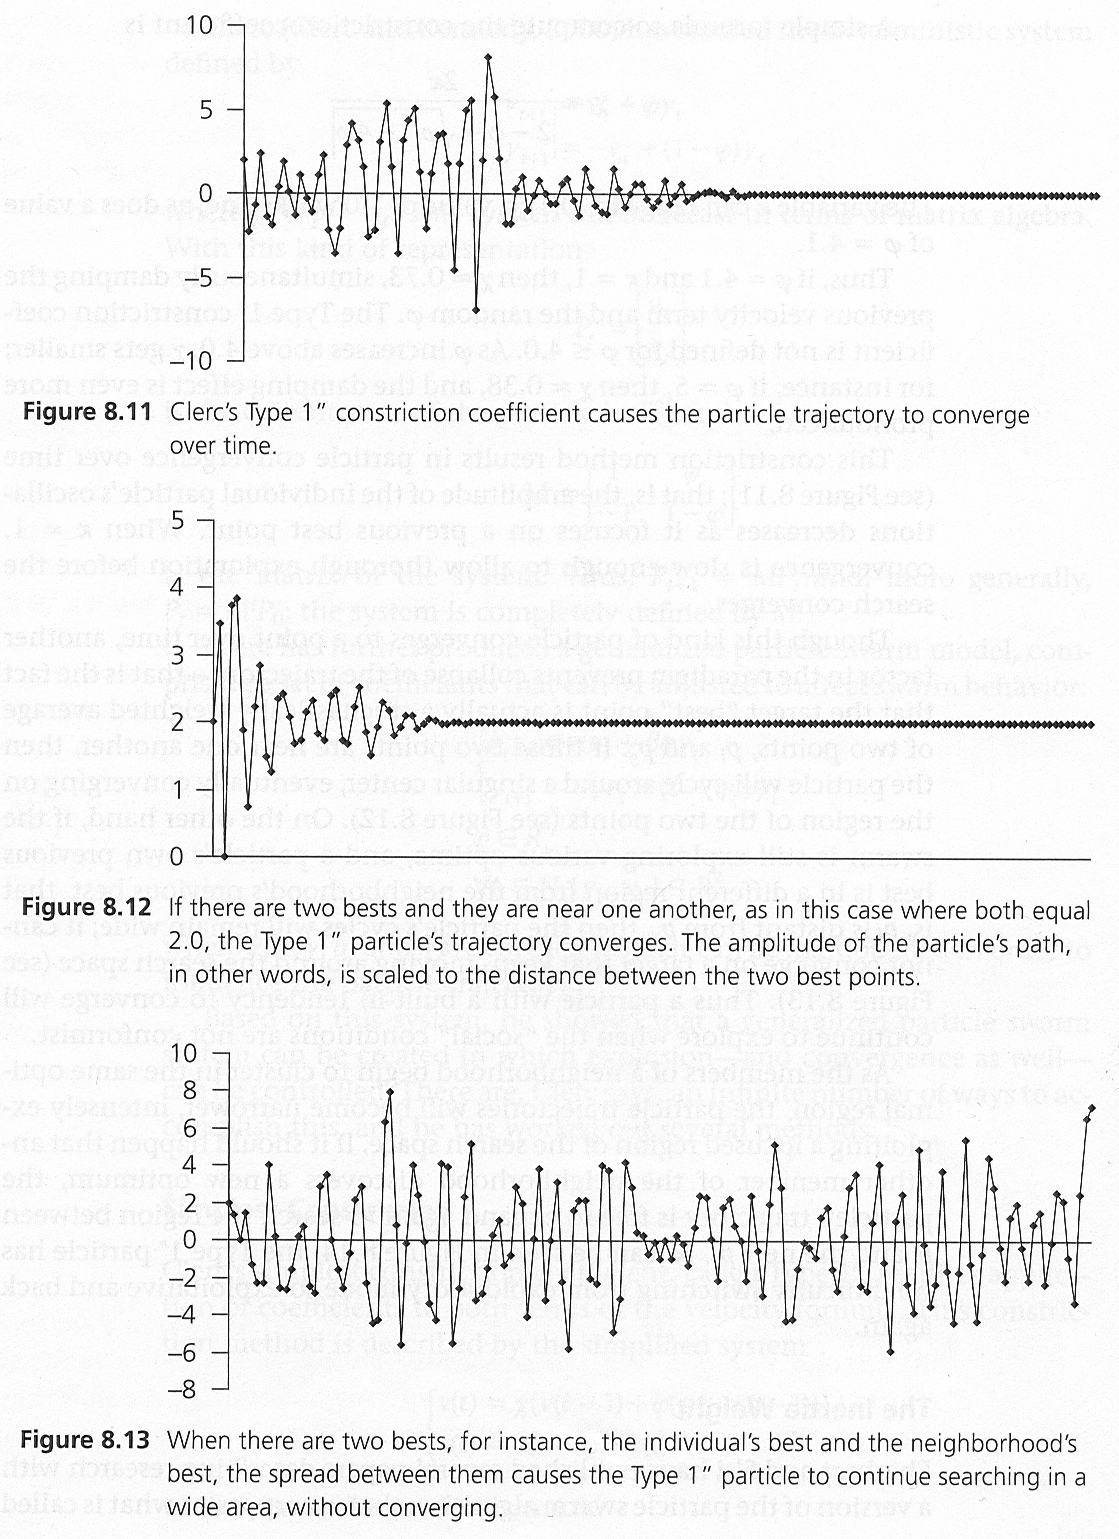 10
5
0
−5
−10
Figure 8.11 Clerc's Type 1″ constriction coefficient causes the particle trajectory to converge
over time.
5
4
3
2
1
0
Figure 8.12 If there are two bests and they are near one another, as in this case where both equal
2.0, the Type 1″ particle's trajectory converges. The amplitude of the particle's path,
in other words, is scaled to the distance between the two best points.
10
8
6
4
2
0
−2
−4
−6
−8
Figure 8.13 When there are two bests, for instance, the individual's best and the neighborhood's
best, the spread between them causes the Type 1″ particle to continue searching in a
wide area, without converging.